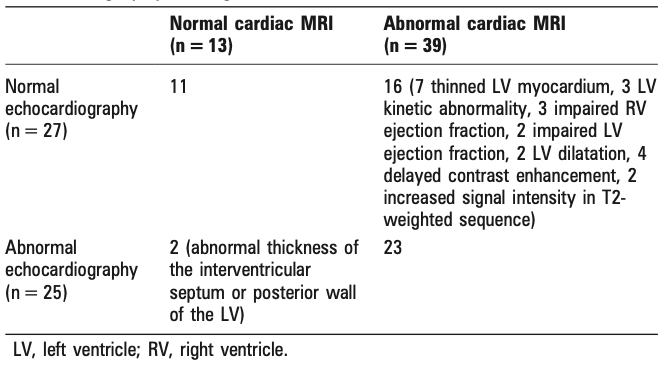 Normal cardiac MRI
(n = 13)
Abnormal cardiac MRI
(n = 39)
Normal
echocardiography
(n = 27)
11
16 (7 thinned LV myocardium, 3 LV
kinetic abnormality, 3 impaired RV
ejection fraction, 2 impaired LV
ejection fraction, 2 LV dilatation, 4
delayed contrast enhancement, 2
increased signal intensity in T2-
weighted sequence)
Abnormal
echocardiography
(n = 25)
2 (abnormal thickness of
the interventricular
septum or posterior wall
of the LV)
23
LV, left ventricle; RV, right ventricle.